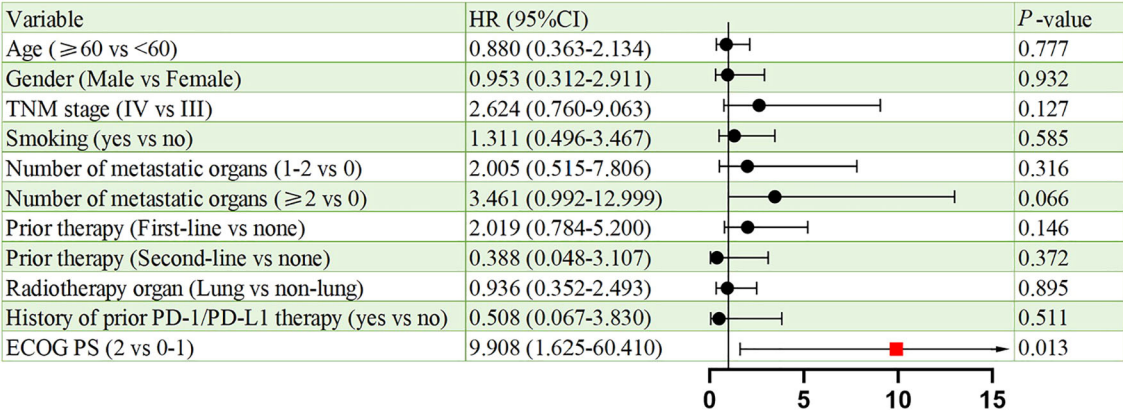 Variable HR (95%CI) P-value
Age (⩾60 vs <60) 0.880 (0.363-2.134) 0.777
Gender (Male vs Female) 0.953 (0.312-2.911) 0.932
TNM stage (IV vs III) 2.624 (0.760-9.063) 0.127
Smoking (yes vs no) 1.311 (0.496-3.467) 0.585
Number of metastatic organs (1-2 vs 0) 2.005 (0.515-7.806) 0.316
Number of metastatic organs (⩾2 vs 0) 3.461 (0.992-12.999) 0.066
Prior therapy (First-line vs none) 2.019 (0.784-5.200) 0.146
Prior therapy (Second-line vs none) 0.388 (0.048-3.107) 0.372
Radiotherapy organ (Lung vs non-lung) 0.936 (0.352-2.493) 0.895
History of prior PD-1/PD-L1 therapy (yes vs no) 0.508 (0.067-3.830) 0.511
ECOG PS (2 vs 0-1) 9.908 (1.625-60.410) 0.013
0 5 10 15